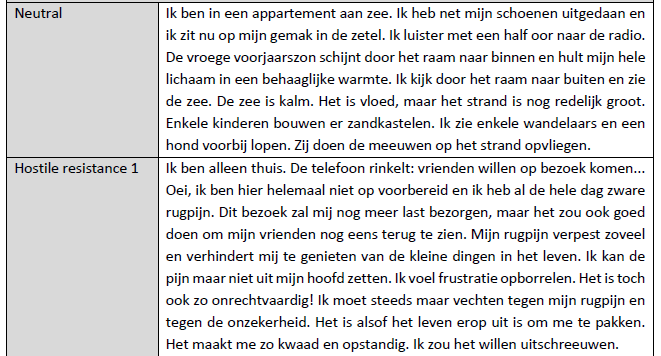 Neutral
Ik ben in een appartement aan zee. Ik heb net mijn schoenen uitgedaan en
ik zit nu op mijn gemak in de zetel. Ik luister met een half oor naar de radio.
De vroege voorjaarszon schijnt door het raam naar binnen en hult mijn hele
lichaam in een behaaglijke warmte. Ik kijk door het raam naar buiten en zie
de zee. De zee is kalm. Het is vloed, maar het strand is nog redelijk groot.
Enkele kinderen bouwen er zandkastelen. Ik zie enkele wandelaars en een
hond voorbij lopen. Zij doen de meeuwen op het strand opvliegen.
Hostile resistance 1
Ik ben alleen thuis. De telefoon rinkelt: vrienden willen op bezoek komen...
Oei, ik ben hier helemaal niet op voorbereid en ik heb al de hele dag zware
rugpijn. Dit bezoek zal mij nog meer last bezorgen, maar het zou ook goed
doen om mijn vrienden nog eens terug te zien. Mijn rugpijn verpest zoveel
en verhindert mij te genieten van de kleine dingen in het leven. Ik kan de
pijn maar niet uit mijn hoofd zetten. Ik voel frustratie opborrelen. Het is toch
ook zo onrechtvaardig! Ik moet steeds maar vechten tegen mijn rugpijn en
tegen de onzekerheid. Het is alsof het leven erop uit is om me te pakken.
Het maakt me zo kwaad en opstandig. Ik zou het willen uitschreeuwen.